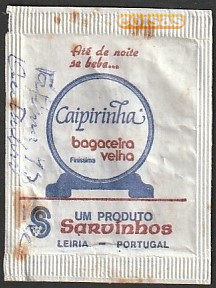 Até de noite
se bebe...
Caipirinha
bagaceira
velha
Finíssima
S
UM PRODUTO
Sarvinhos
LEIRIA - PORTUGAL